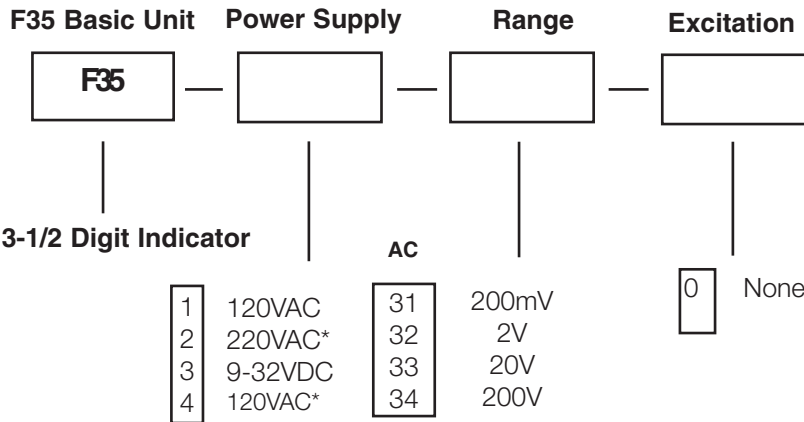 F35 Basic Unit Power Supply Range Excitation
F35
3-1/2 Digit Indicator
AC
1 120VAC 31 200mV 0 None
2 220VAC* 32 2V
3 9-32VDC 33 20V
4 120VAC* 34 200V